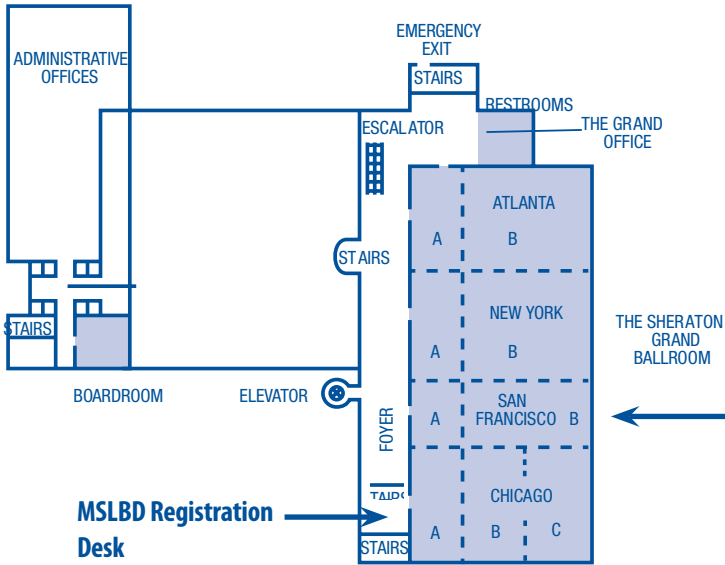 ADMINISTRATIVE
OFFICES
EMERGENCY
EXIT
STAIRS
RESTROOMS
ESCALATOR
THE GRAND
OFFICE
ATLANTA
A
B
STAIRS
NEW YORK
A
B
THE SHERATON
GRAND
BALLROOM
STAIRS
BOARDROOM
ELEVATOR
FOYER
SAN
FRANCISCO
A
B
CHICAGO
A
B
C
MSLBD Registration
Desk
STAIRS